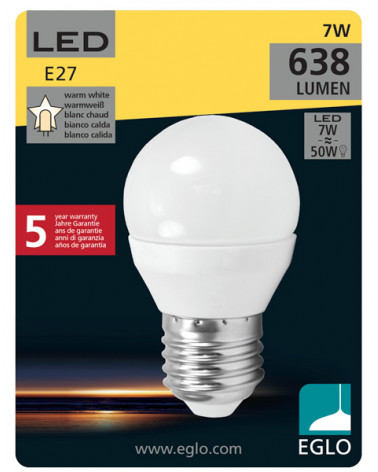 LED
E27
warm white
warmweiß
blanc chaud
bianco calda
blanco calida
7W
638
LUMEN
LED
7W
~≈~
50W
5
year warranty
Jahre Garantie
ans de garantie
anni di garanzia
años de garantía
www.eglo.com
EGLO